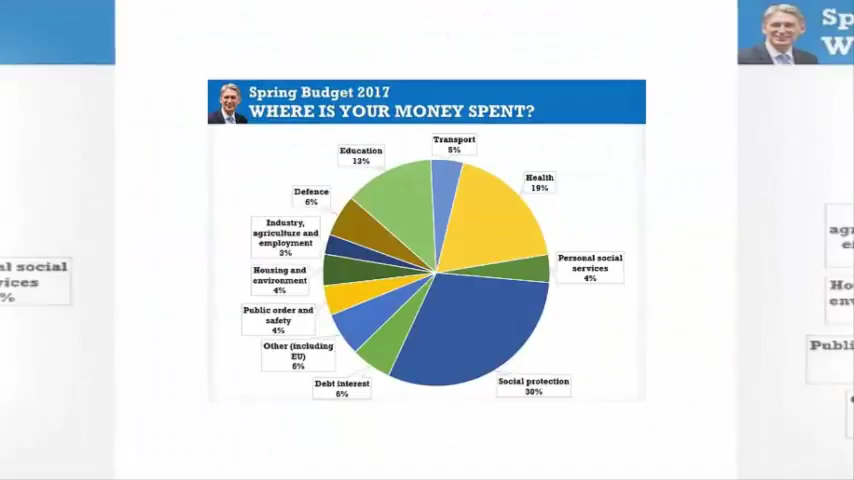 Spring Budget 2017
WHERE IS YOUR MONEY SPENT?
Transport
5%
Education
13%
Health
19%
Defence
6%
Industry,
agriculture and
employment
3%
Personal social
services
4%
Housing and
environment
4%
Public order and
safety
4%
Other (including
EU)
6%
Debt interest
6%
Social protection
30%
al social
vices
%
Sp
W
agr
e
Ho
env
Publi